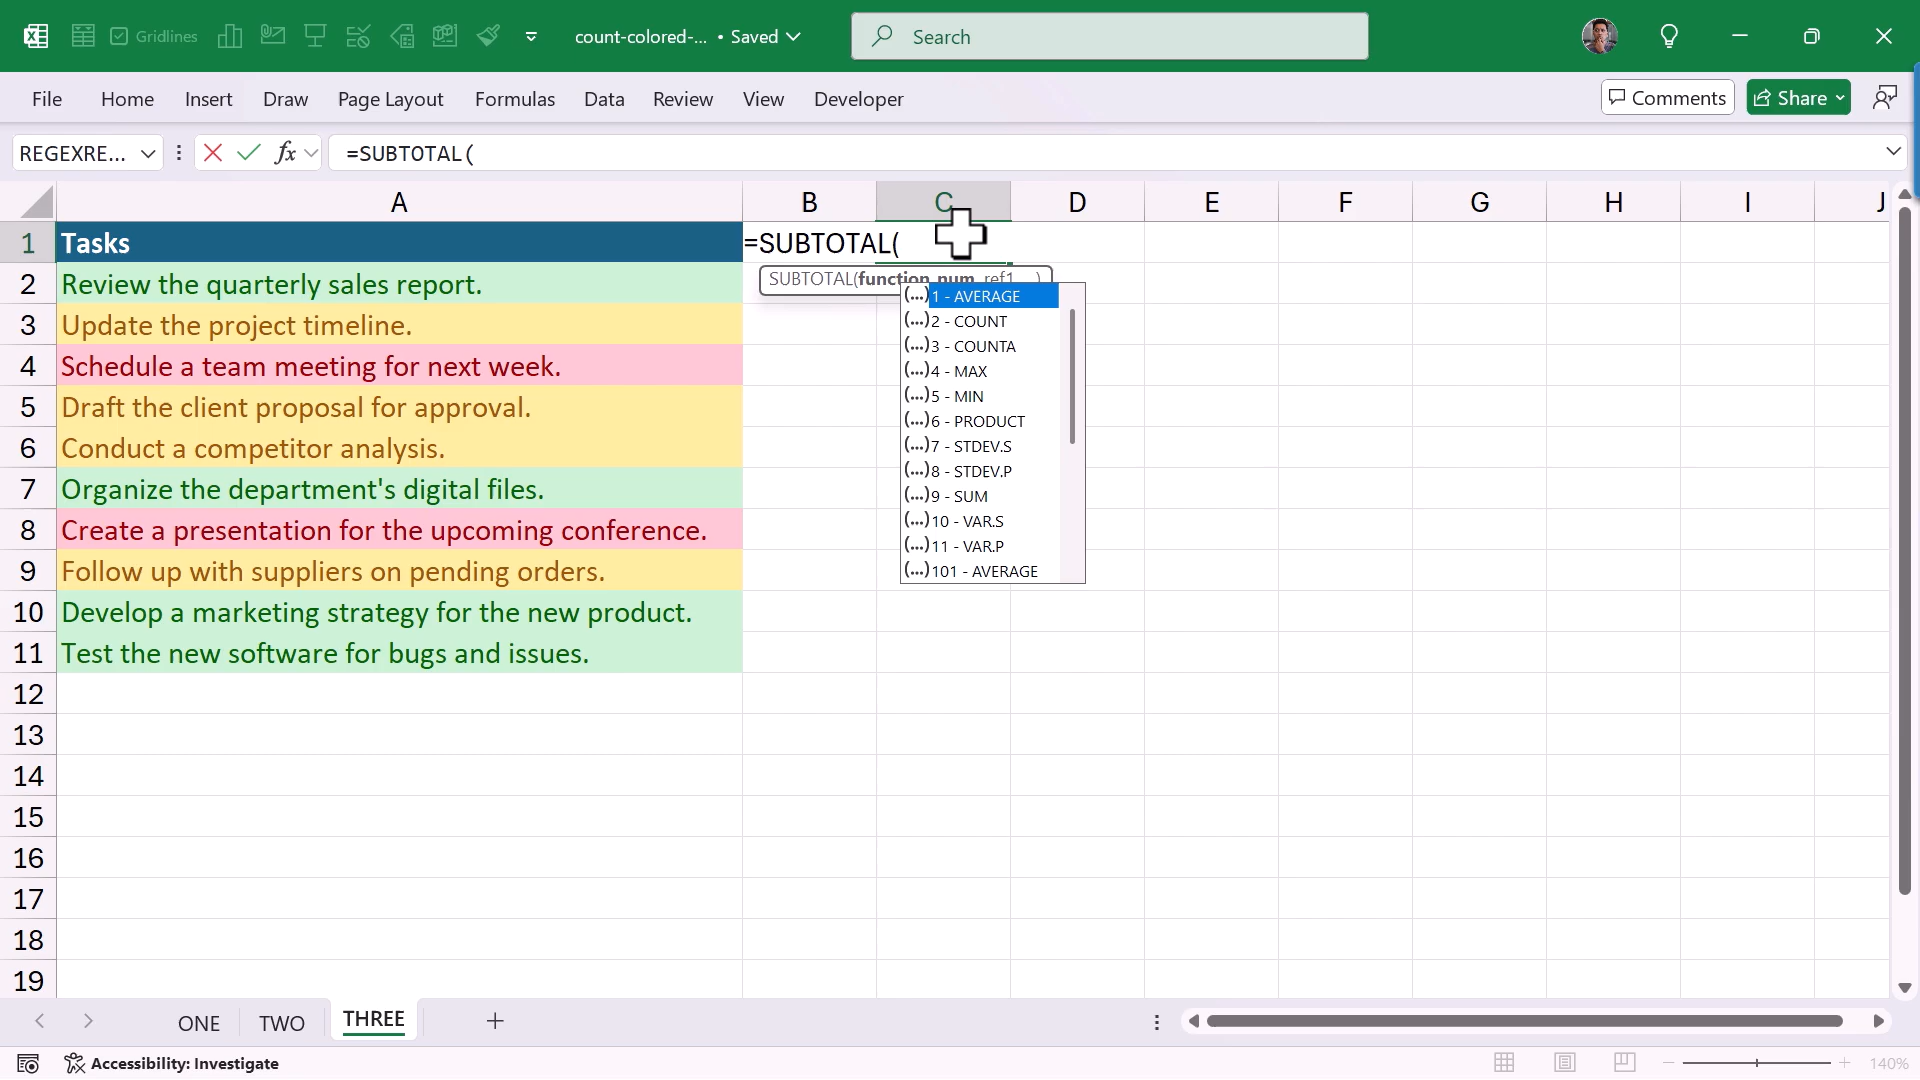 Gridlines
count-colored-... • Saved
Search
File Home Insert Draw Page Layout Formulas Data Review View Developer
Comments
Share
REGEXRE...
fx
=SUBTOTAL(
A B C D E F G H I J
1 Tasks =SUBTOTAL(
SUBTOTAL(function_num, ref1, ...)
2 Review the quarterly sales report.
3 Update the project timeline.
4 Schedule a team meeting for next week.
5 Draft the client proposal for approval.
6 Conduct a competitor analysis.
7 Organize the department's digital files.
8 Create a presentation for the upcoming conference.
9 Follow up with suppliers on pending orders.
10 Develop a marketing strategy for the new product.
11 Test the new software for bugs and issues.
12
13
14
15
16
17
18
19
(...) 1 - AVERAGE
(...) 2 - COUNT
(...) 3 - COUNTA
(...) 4 - MAX
(...) 5 - MIN
(...) 6 - PRODUCT
(...) 7 - STDEV.S
(...) 8 - STDEV.P
(...) 9 - SUM
(...) 10 - VAR.S
(...) 11 - VAR.P
(...) 101 - AVERAGE
ONE TWO THREE
Accessibility: Investigate
140%